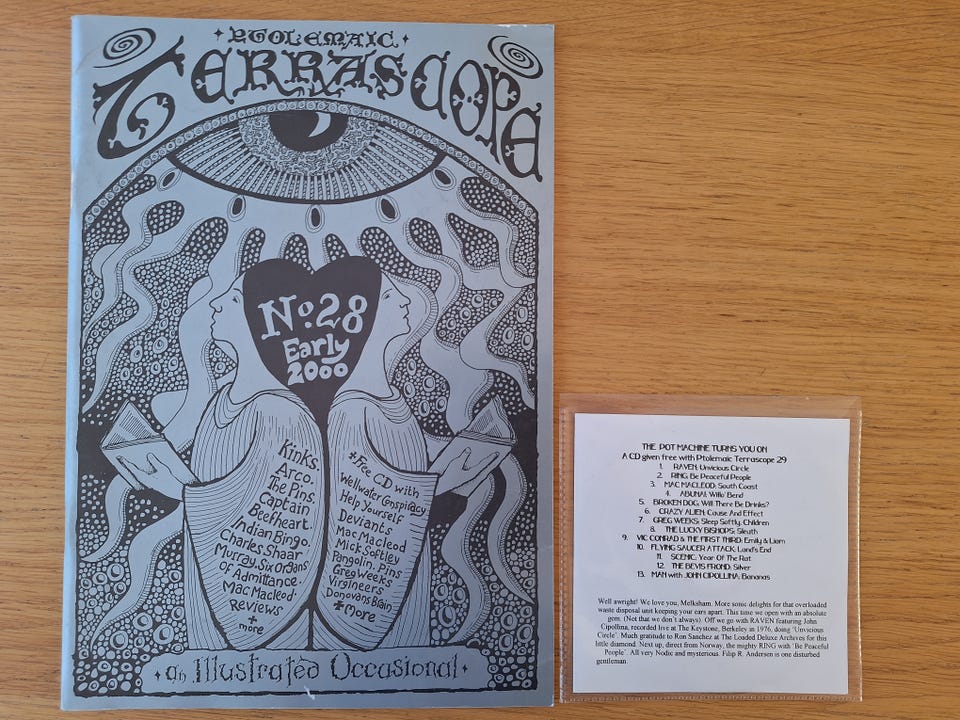 PTOLEMAIC
TERRASCOPE
No. 28
Early
2000
Kinks.
Arco.
The Pins.
Captain
Beefheart.
Indian Bingo.
Charles Shaar
Murray. Six Organs
of Admittance.
Mac MacLeod.
Reviews
+
more
+Free CD with
Wellwater Conspiracy
Help Yourself
Deviants
Mac Macleod
Mick Softley
Pangolin. Pins
Greg Weeks
Virgineers
Donovans Brain
+ More
an Illustrated Occasional
THE POT MACHINE TURNS YOU ON
A CD given free with Ptolemaic Terrascope 29
1. RAVEN: Unvicious Circle
2. RING: Be Peaceful People
3. MAC MACLEOD: South Coast
4. ABUNAI: Willo' Bend
5. BROKEN DOG: Will There Be Drinks?
6. CRAZY ALIEN: Cause And Effect
7. GREG WEEKS: Sleep Softly, Children
8. THE LUCKY BISHOPS: Sleuth
9. VIC CONRAD & THE FIRST THIRD: Emily & Liam
10. FLYING SAUCER ATTACK: Land's End
11. SCENIC: Year Of The Rat
12. THE BEVIS FROND: Silver
13. MAN with JOHN CIPOLLINA: Bananas
Well awright! We love you, Melksham. More sonic delights for that overloaded
waste disposal unit keeping your ears apart. This time we open with an absolute
gem. (Not that we don't always). Off we go with RAVEN featuring John
Cipollina, recorded live at The Keystone, Berkeley in 1976, doing 'Unvicious
Circle'. Much gratitude to Ron Sanchez at The Loaded Deluxe Archives for this
little diamond. Next up, direct from Norway, the mighty RING with 'Be Peaceful
People'. All very Nodic and mysterious. Filip R. Andersen is one disturbed
gentleman.